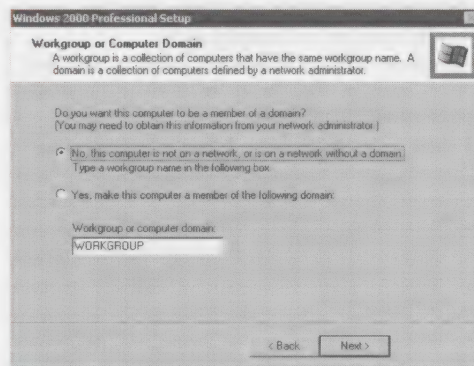 Windows 2000 Professional Setup
Workgroup or Computer Domain
A workgroup is a collection of computers that have the same workgroup name. A
domain is a collection of computers defined by a network administrator.
Do you want this computer to be a member of a domain?
(You may need to obtain this information from your network administrator.)
No, this computer is not on a network, or is on a network without a domain.
Type a workgroup name in the following box.
Yes, make this computer a member of the following domain:
Workgroup or computer domain:
WORKGROUP
< Back
Next >